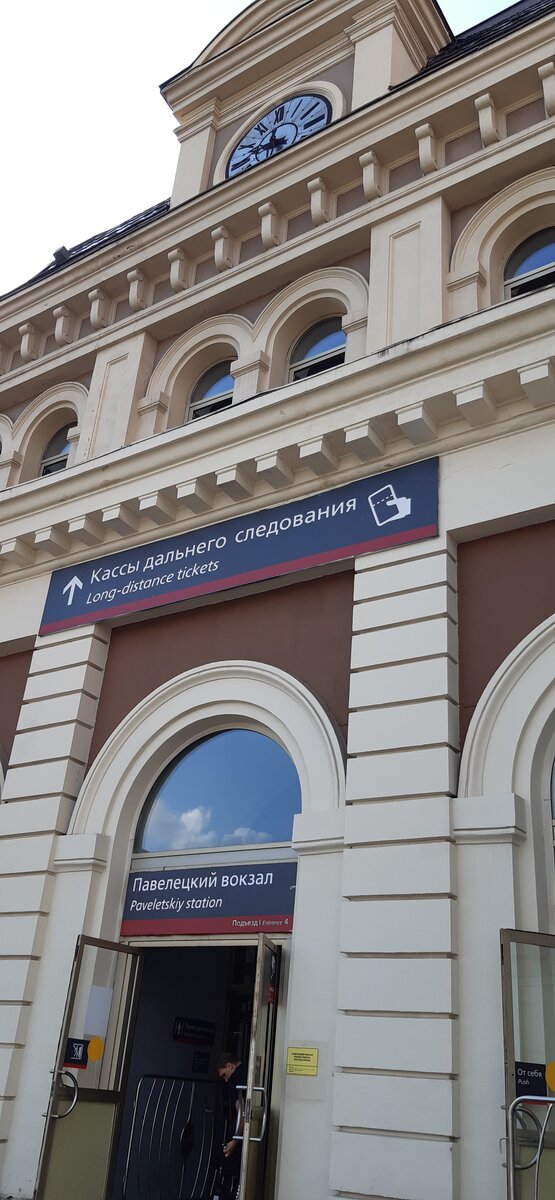 Кассы дальнего следования
Long-distance tickets
Павелецкий вокзал
Paveletskiy station
Подъезд | Entrance 4
От себя
Push